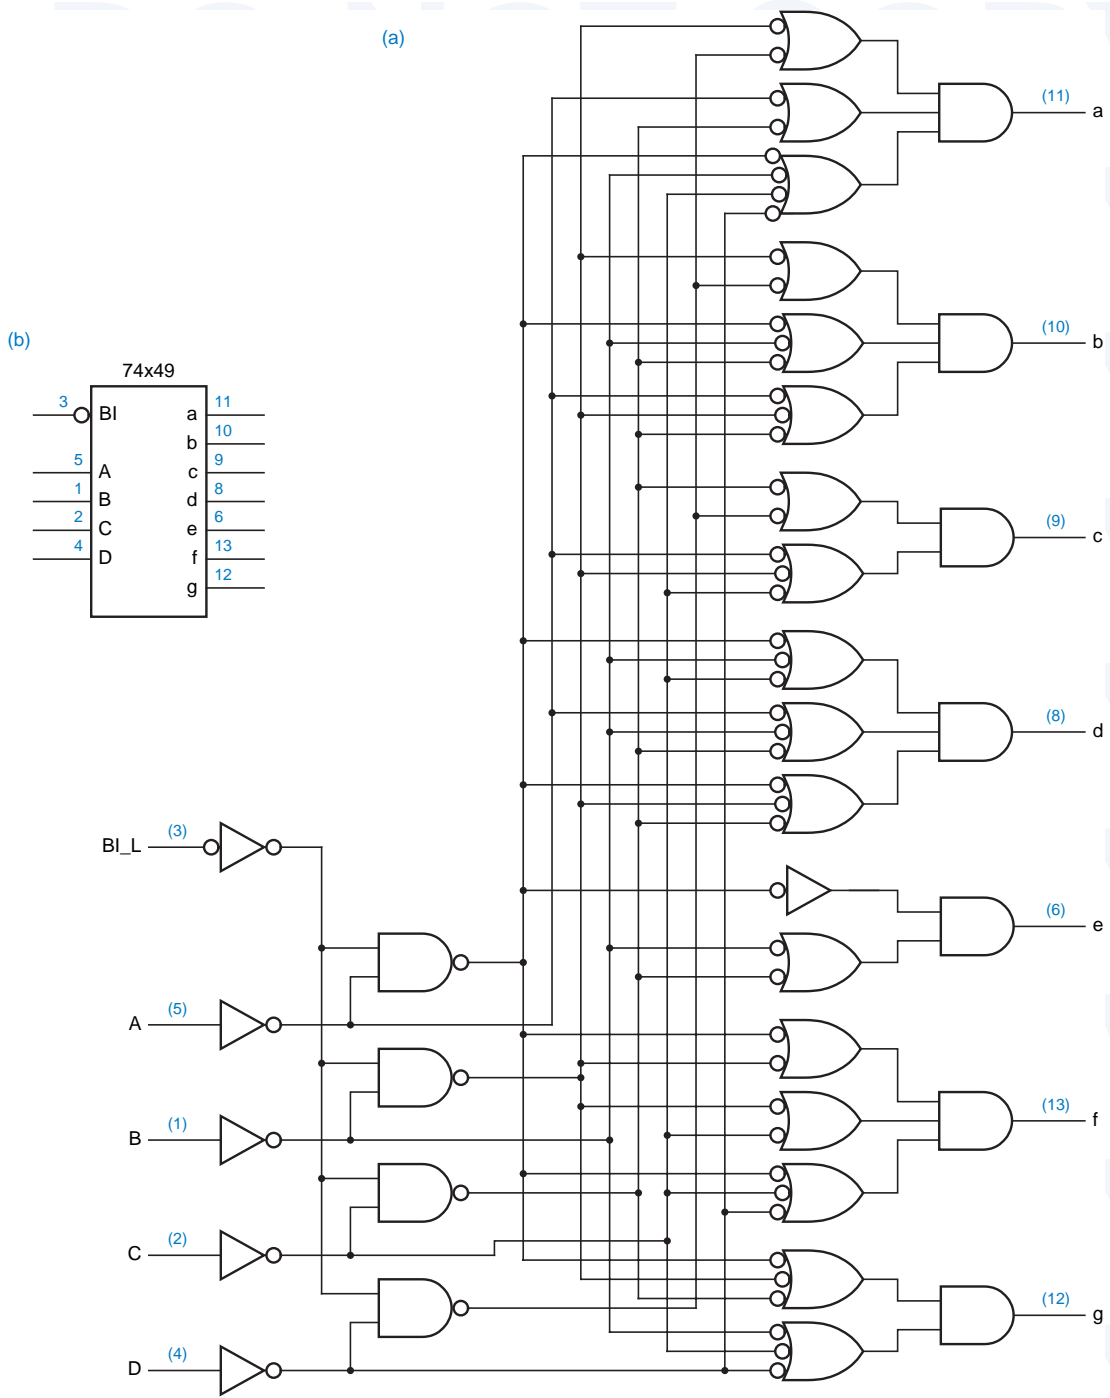 (a)
(11)
a
(10)
b
(b)
74x49
3
BI
a
11
b
10
5
A
c
9
1
B
d
8
2
C
e
6
4
D
f
13
g
12
(9)
c
(8)
d
BI_L
(3)
(6)
e
A
(5)
(13)
f
B
(1)
C
(2)
(12)
g
D
(4)